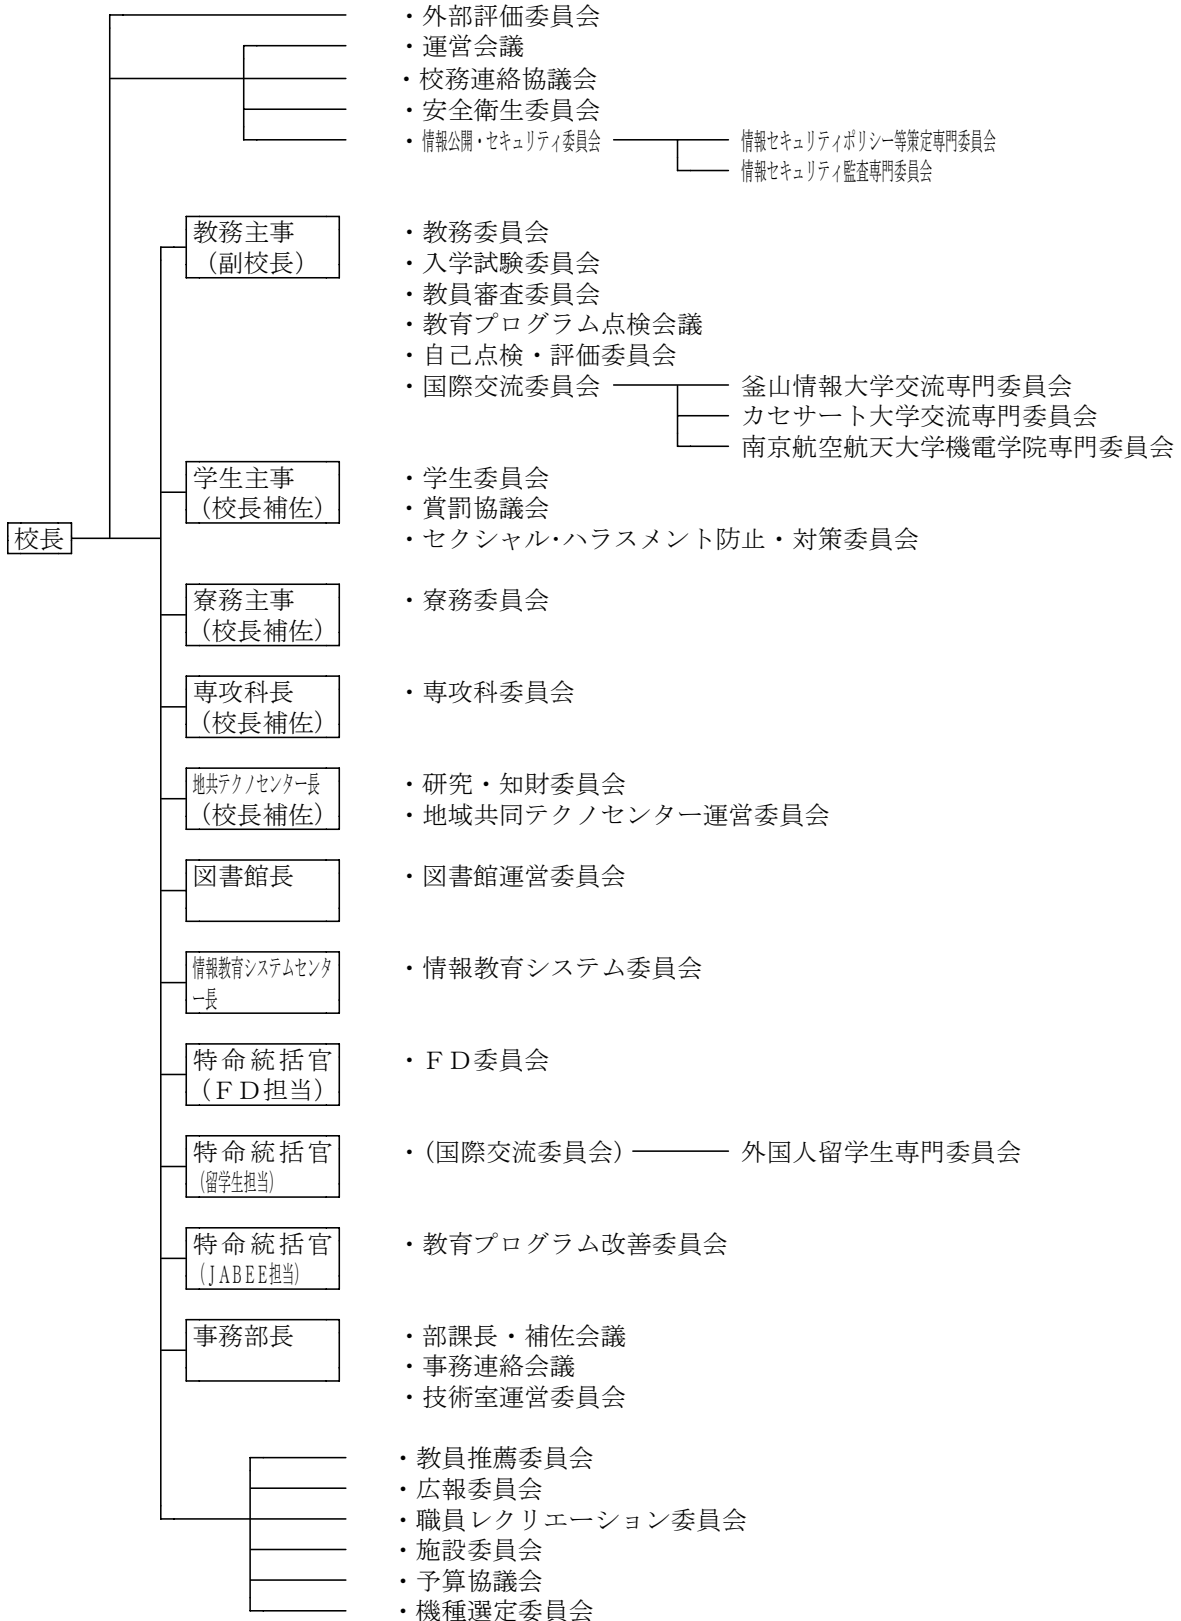 ・外部評価委員会
・運営会議
・校務連絡協議会
・安全衛生委員会
・情報公開・セキュリティ委員会 情報セキュリティポリシー等策定専門委員会
情報セキュリティ監査専門委員会
教務主事 ・教務委員会
（副校長） ・入学試験委員会
・教員審査委員会
・教育プログラム点検会議
・自己点検・評価委員会
・国際交流委員会 釜山情報大学交流専門委員会
カセサート大学交流専門委員会
南京航空航天大学機電学院専門委員会
学生主事 ・学生委員会
（校長補佐） ・賞罰協議会
校長 ・セクシャル・ハラスメント防止・対策委員会
寮務主事 ・寮務委員会
（校長補佐）
専攻科長 ・専攻科委員会
（校長補佐）
地共テクノセンター長 ・研究・知財委員会
（校長補佐） ・地域共同テクノセンター運営委員会
図書館長 ・図書館運営委員会
情報教育システムセンタ ・情報教育システム委員会
ー長
特命統括官 ・ＦＤ委員会
（ＦＤ担当）
特命統括官 ・（国際交流委員会） 外国人留学生専門委員会
（留学生担当）
特命統括官 ・教育プログラム改善委員会
（ＪＡＢＥＥ担当）
事務部長 ・部課長・補佐会議
・事務連絡会議
・技術室運営委員会
・教員推薦委員会
・広報委員会
・職員レクリエーション委員会
・施設委員会
・予算協議会
・機種選定委員会